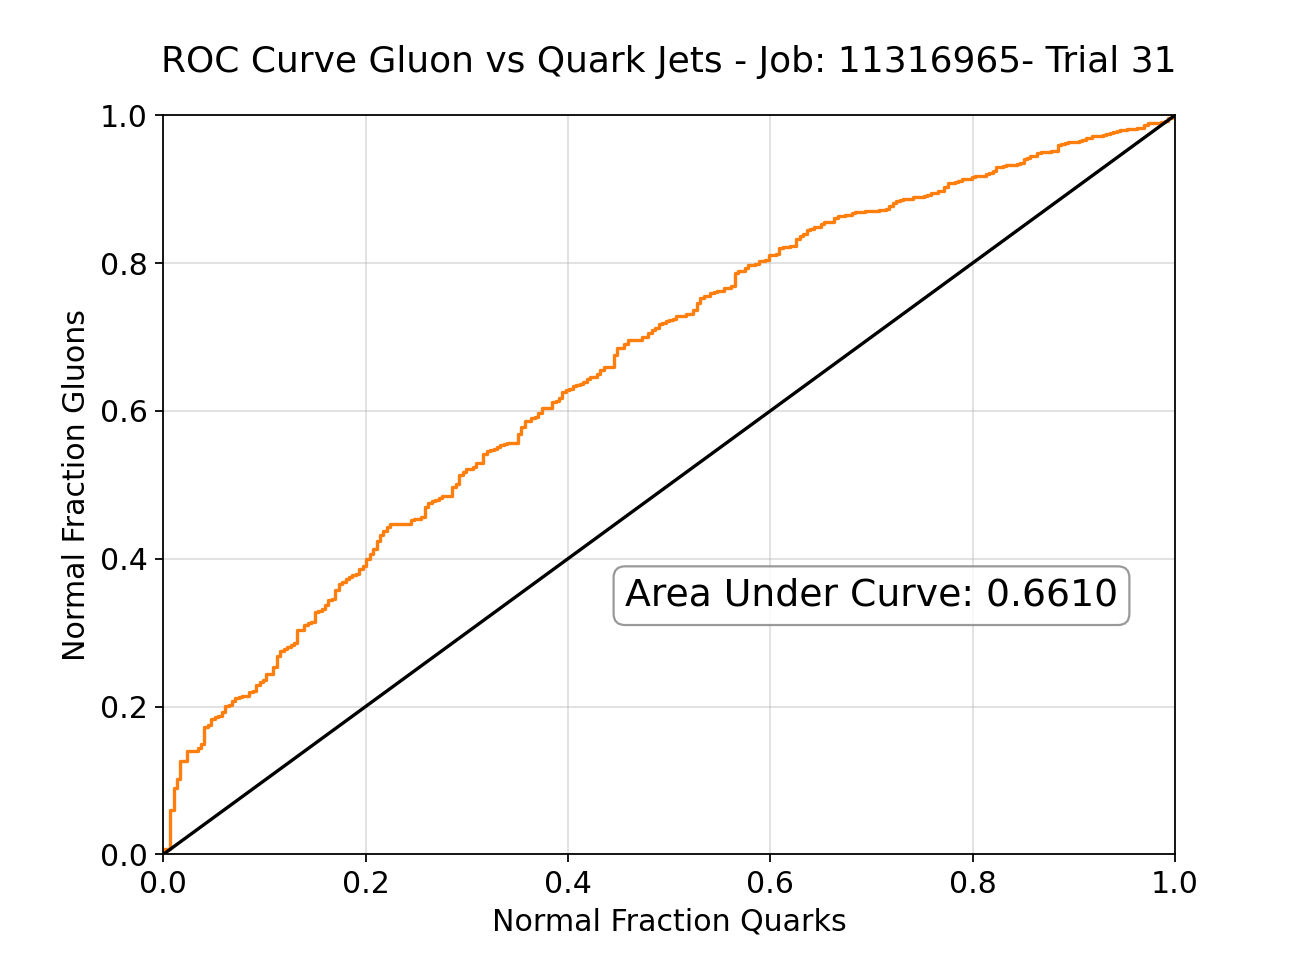 ROC Curve Gluon vs Quark Jets - Job: 11316965- Trial 31
1.0
0.8
0.6
0.4
0.2
0.0
Normal Fraction Gluons
Area Under Curve: 0.6610
0.0 0.2 0.4 0.6 0.8 1.0
Normal Fraction Quarks